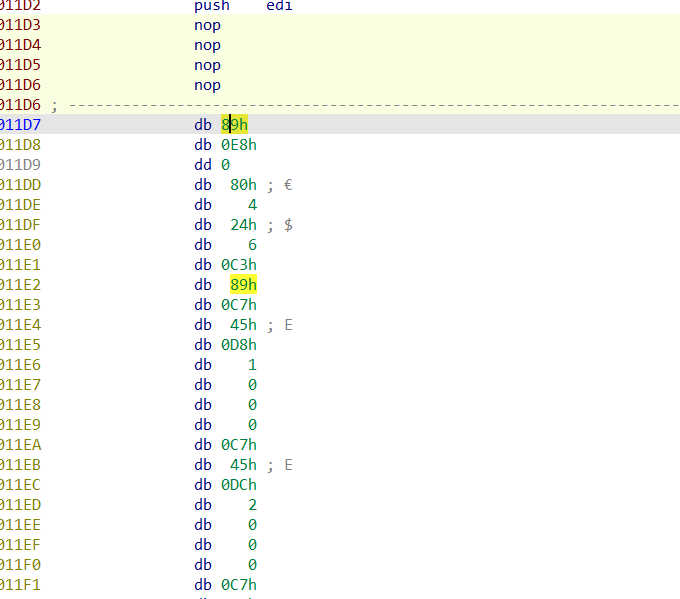 011D2 push edi
011D3 nop
011D4 nop
011D5 nop
011D6 nop
011D6 ; --------------------------------------------------------------------
011D7 db 89h
011D8 db 0E8h
011D9 dd 0
011DD db 80h ; €
011DE db 4
011DF db 24h ; $
011E0 db 6
011E1 db 0C3h
011E2 db 89h
011E3 db 0C7h
011E4 db 45h ; E
011E5 db 0D8h
011E6 db 1
011E7 db 0
011E8 db 0
011E9 db 0
011EA db 0C7h
011EB db 45h ; E
011EC db 0DCh
011ED db 2
011EE db 0
011EF db 0
011F0 db 0
011F1 db 0C7h